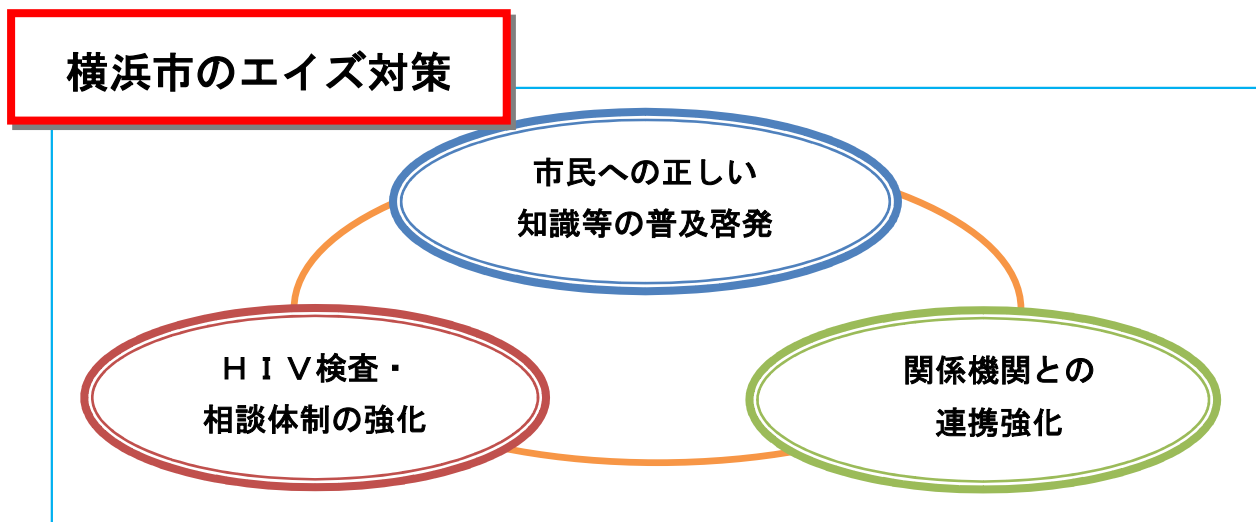 横浜市のエイズ対策
市民への正しい
知識等の普及啓発
ＨＩＶ検査・
相談体制の強化
関係機関との
連携強化